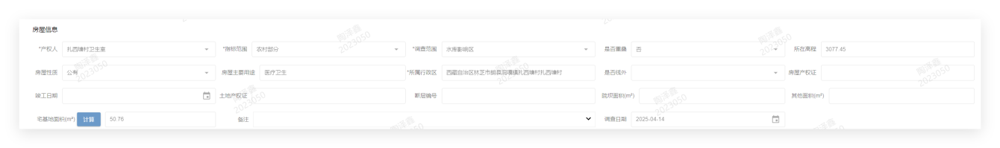 房屋信息
*产权人 扎西塘村卫生室 *指标范围 农村部分 *调查范围 水库影响区 是否重叠 否 所在高程 3077.45
房屋性质 公有 房屋主要用途 医疗卫生 *所属行政区 西藏自治区林芝市朗县洞嘎镇扎西塘村扎西塘村 是否线外 房屋产权证
竣工日期 土地产权证 断层编号 院坝面积(m²) 其他面积(m²)
宅基地面积(m²) 计算 50.76 备注 调查日期 2025-04-14
陶泽鑫
2023050